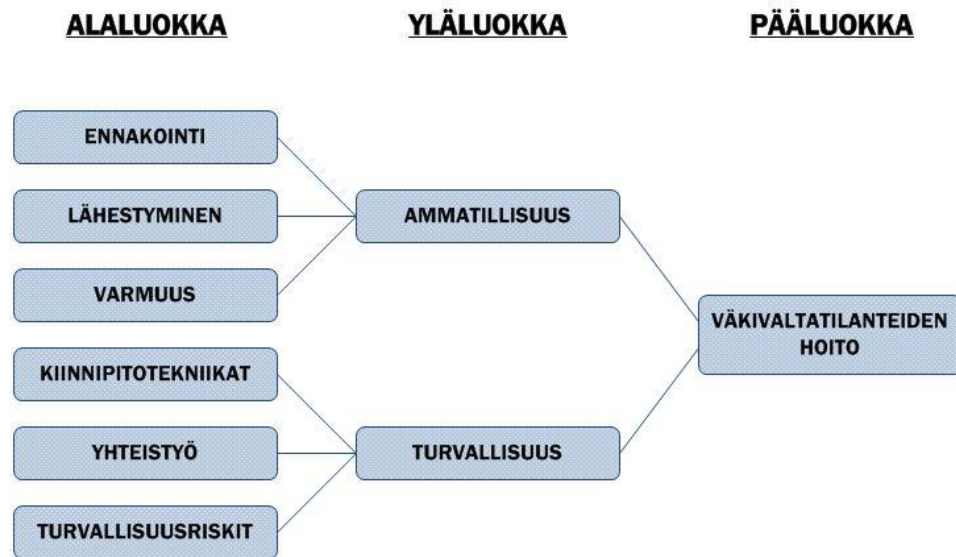 ALALUOKKA
YLÄLUOKKA
PÄÄLUOKKA
ENNAKOINTI
LÄHESTYMINEN
VARMUUS
KIINNIPITOTEKNIIKAT
YHTEISTYÖ
TURVALLISUUSRISKIT
AMMATILLISUUS
TURVALLISUUS
VÄKIVALTATILANTEIDEN
HOITO